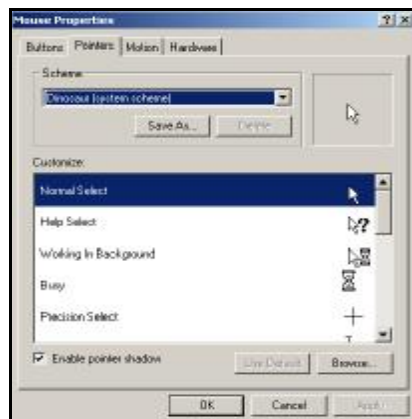 Mouse Properties
Buttons Pointers Motion Hardware
Scheme
Dinosaur (system scheme)
Save As... Delete
Customize:
Normal Select
Help Select
Working In Background
Busy
Precision Select
Enable pointer shadow
Use Default Browse...
OK Cancel Apply